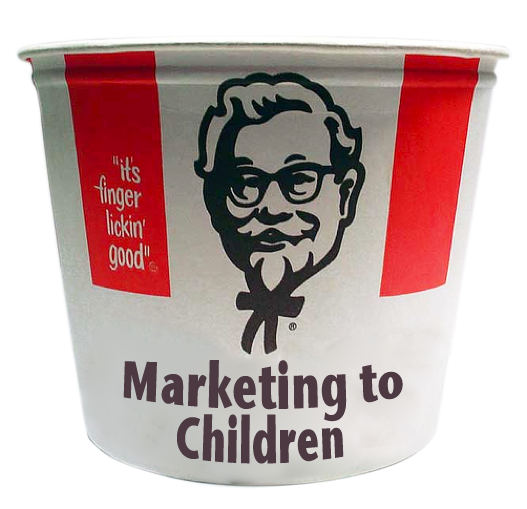 "it's
finger
lickin'
good"
®
Marketing to
Children